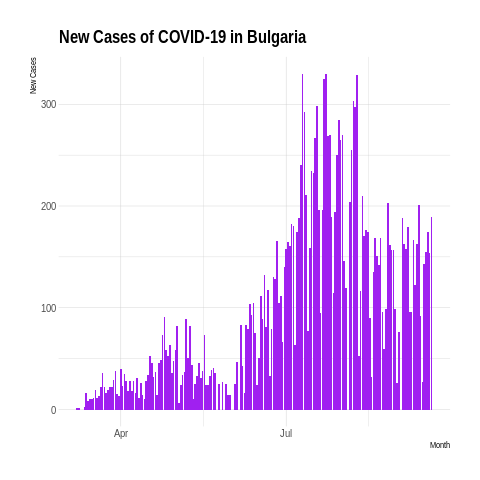 New Cases of COVID-19 in Bulgaria
New Cases
300
200
100
0
Apr
Jul
Month